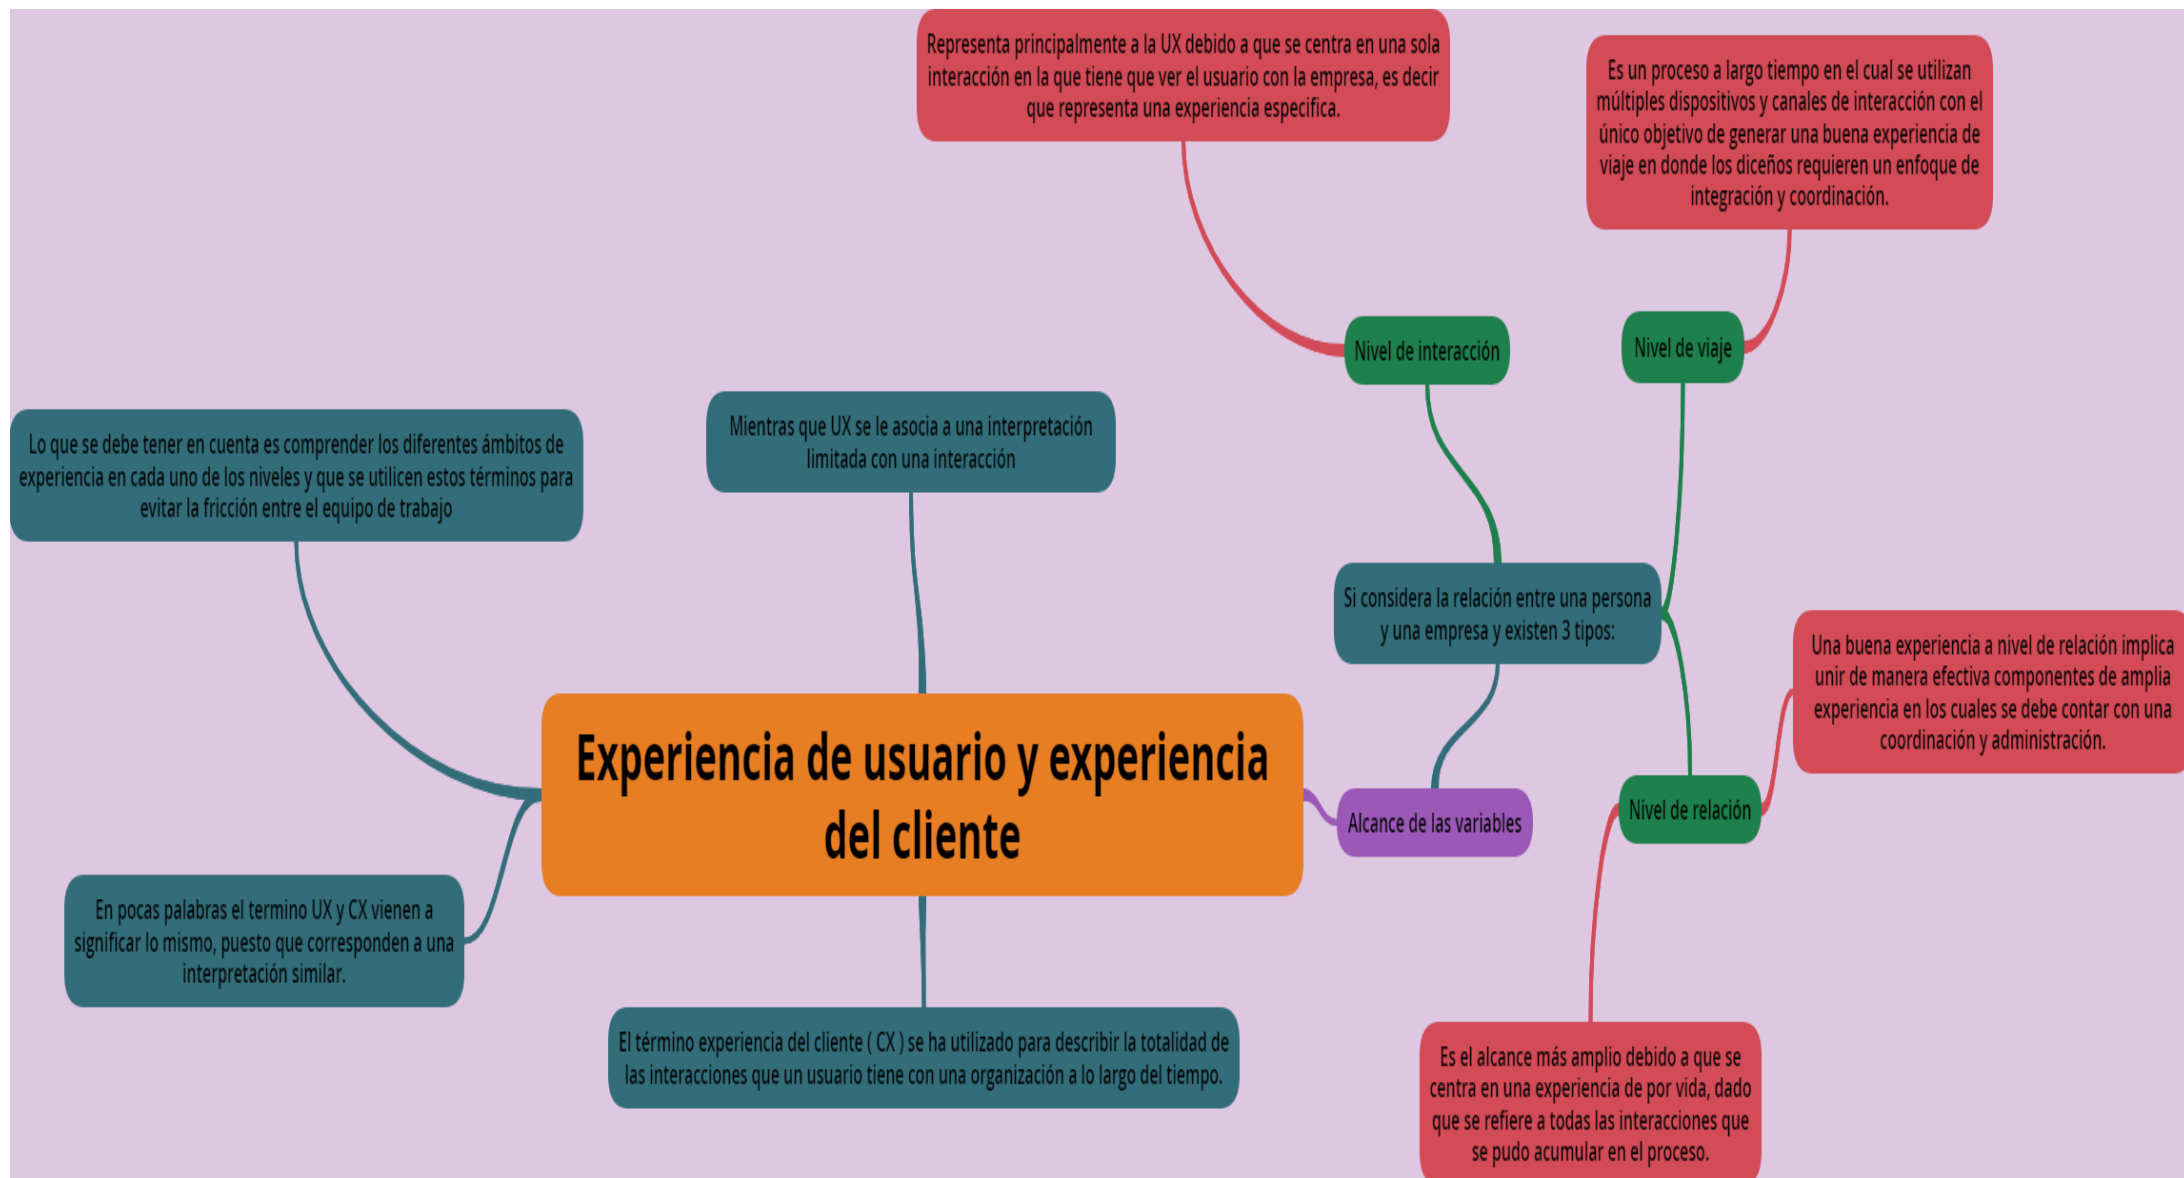 Representa principalmente a la UX debido a que se centra en una sola
interacción en la que tiene que ver el usuario con la empresa, es decir
que representa una experiencia especifica.
Es un proceso a largo tiempo en el cual se utilizan
múltiples dispositivos y canales de interacción con el
único objetivo de generar una buena experiencia de
viaje en donde los diceños requieren un enfoque de
integración y coordinación.
Nivel de interacción
Nivel de viaje
Lo que se debe tener en cuenta es comprender los diferentes ámbitos de
experiencia en cada uno de los niveles y que se utilicen estos términos para
evitar la fricción entre el equipo de trabajo
Mientras que UX se le asocia a una interpretación
limitada con una interacción
Si considera la relación entre una persona
y una empresa y existen 3 tipos:
Una buena experiencia a nivel de relación implica
unir de manera efectiva componentes de amplia
experiencia en los cuales se debe contar con una
coordinación y administración.
Experiencia de usuario y experiencia
del cliente
Alcance de las variables
Nivel de relación
En pocas palabras el termino UX y CX vienen a
significar lo mismo, puesto que corresponden a una
interpretación similar.
El término experiencia del cliente ( CX ) se ha utilizado para describir la totalidad de
las interacciones que un usuario tiene con una organización a lo largo del tiempo.
Es el alcance más amplio debido a que se
centra en una experiencia de por vida, dado
que se refiere a todas las interacciones que
se pudo acumular en el proceso.